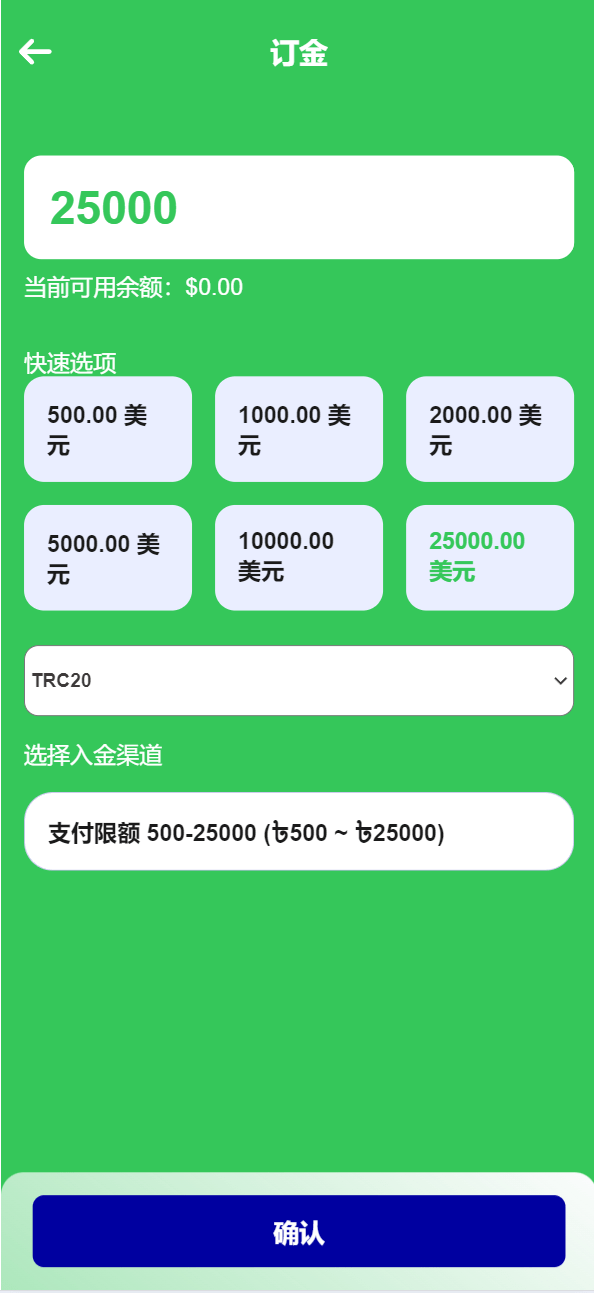 订金
25000
当前可用余额：$0.00
快速选项
500.00 美
元
1000.00 美
元
2000.00 美
元
5000.00 美
元
10000.00
美元
25000.00
美元
TRC20
选择入金渠道
支付限额 500-25000 (৳500 ~ ৳25000)
确认